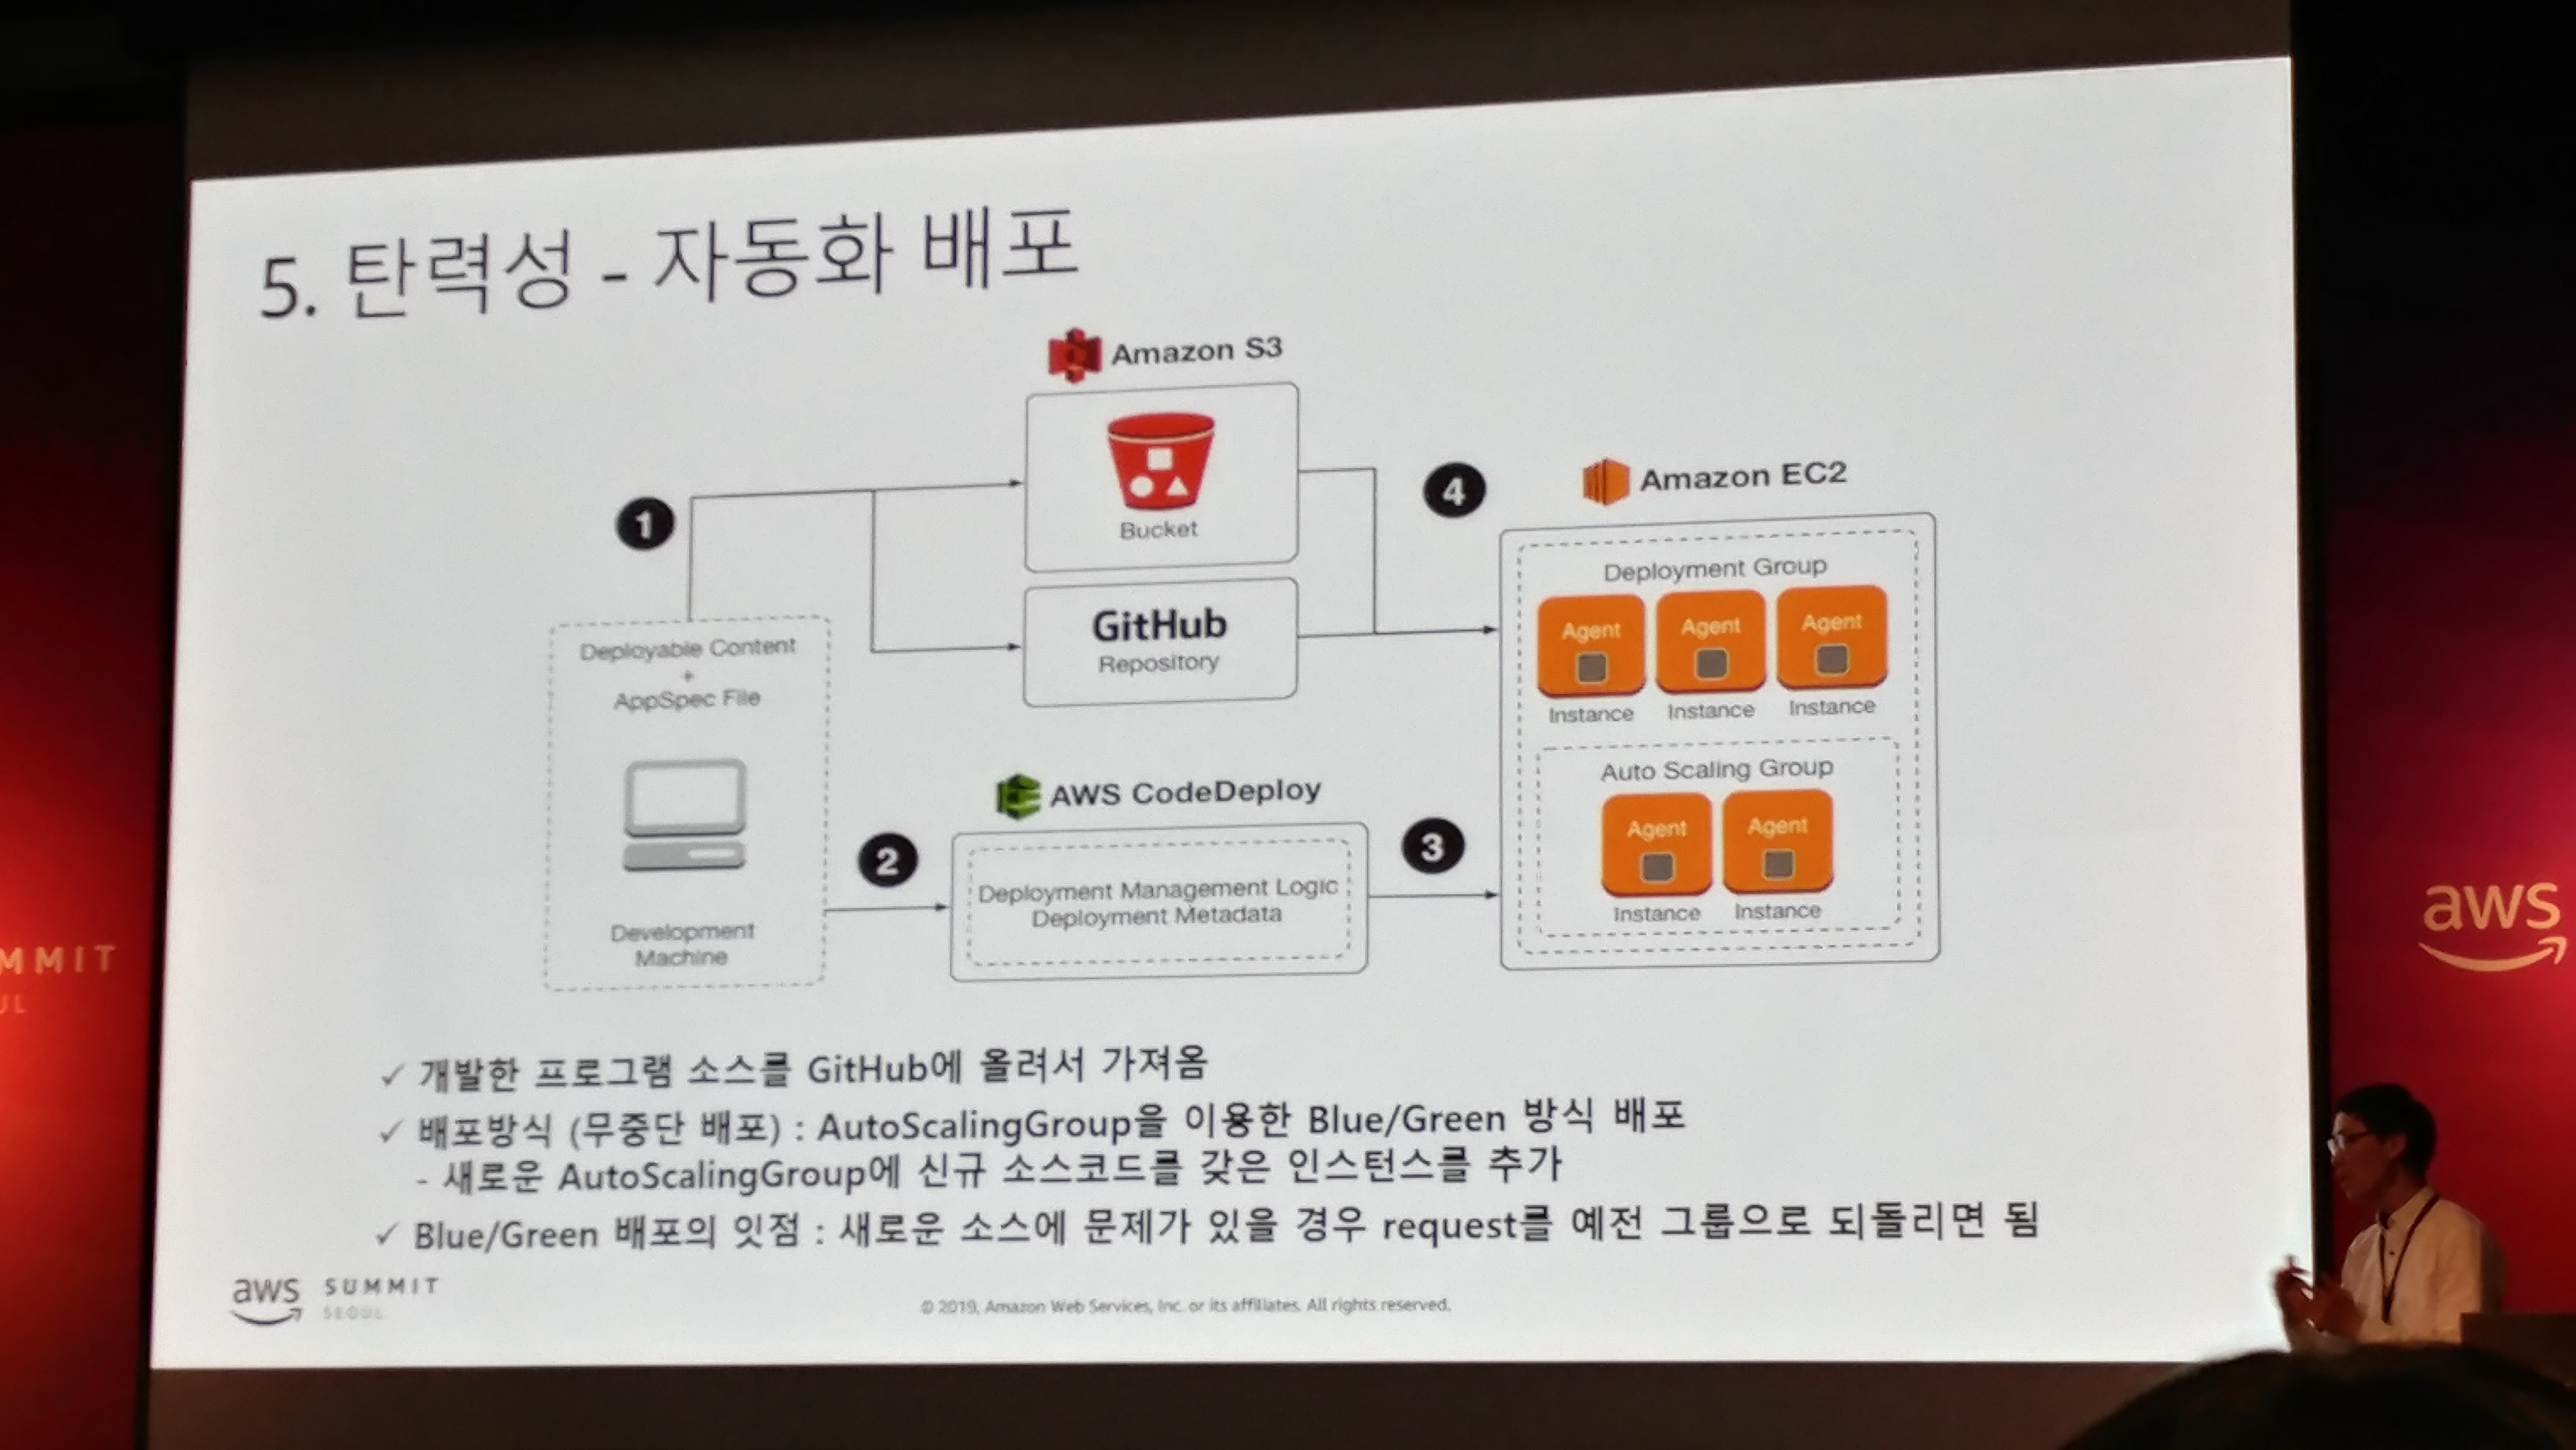 5. 탄력성 - 자동화 배포
Amazon S3
Bucket
1
4
Amazon EC2
GitHub
Repository
Deployable Content
+
AppSpec File
Development
Machine
Deployment Group
Agent Agent Agent
Instance Instance Instance
Auto Scaling Group
Agent Agent
Instance Instance
AWS CodeDeploy
2
3
Deployment Management Logic
Deployment Metadata
✓ 개발한 프로그램 소스를 GitHub에 올려서 가져옴
✓ 배포방식 (무중단 배포) : AutoScalingGroup을 이용한 Blue/Green 방식 배포
- 새로운 AutoScalingGroup에 신규 소스코드를 갖은 인스턴스를 추가
✓ Blue/Green 배포의 잇점 : 새로운 소스에 문제가 있을 경우 request를 예전 그룹으로 되돌리면 됨
aws SUMMIT
SEOUL
© 2019, Amazon Web Services, Inc. or its affiliates. All rights reserved.
MMIT
UL
aws